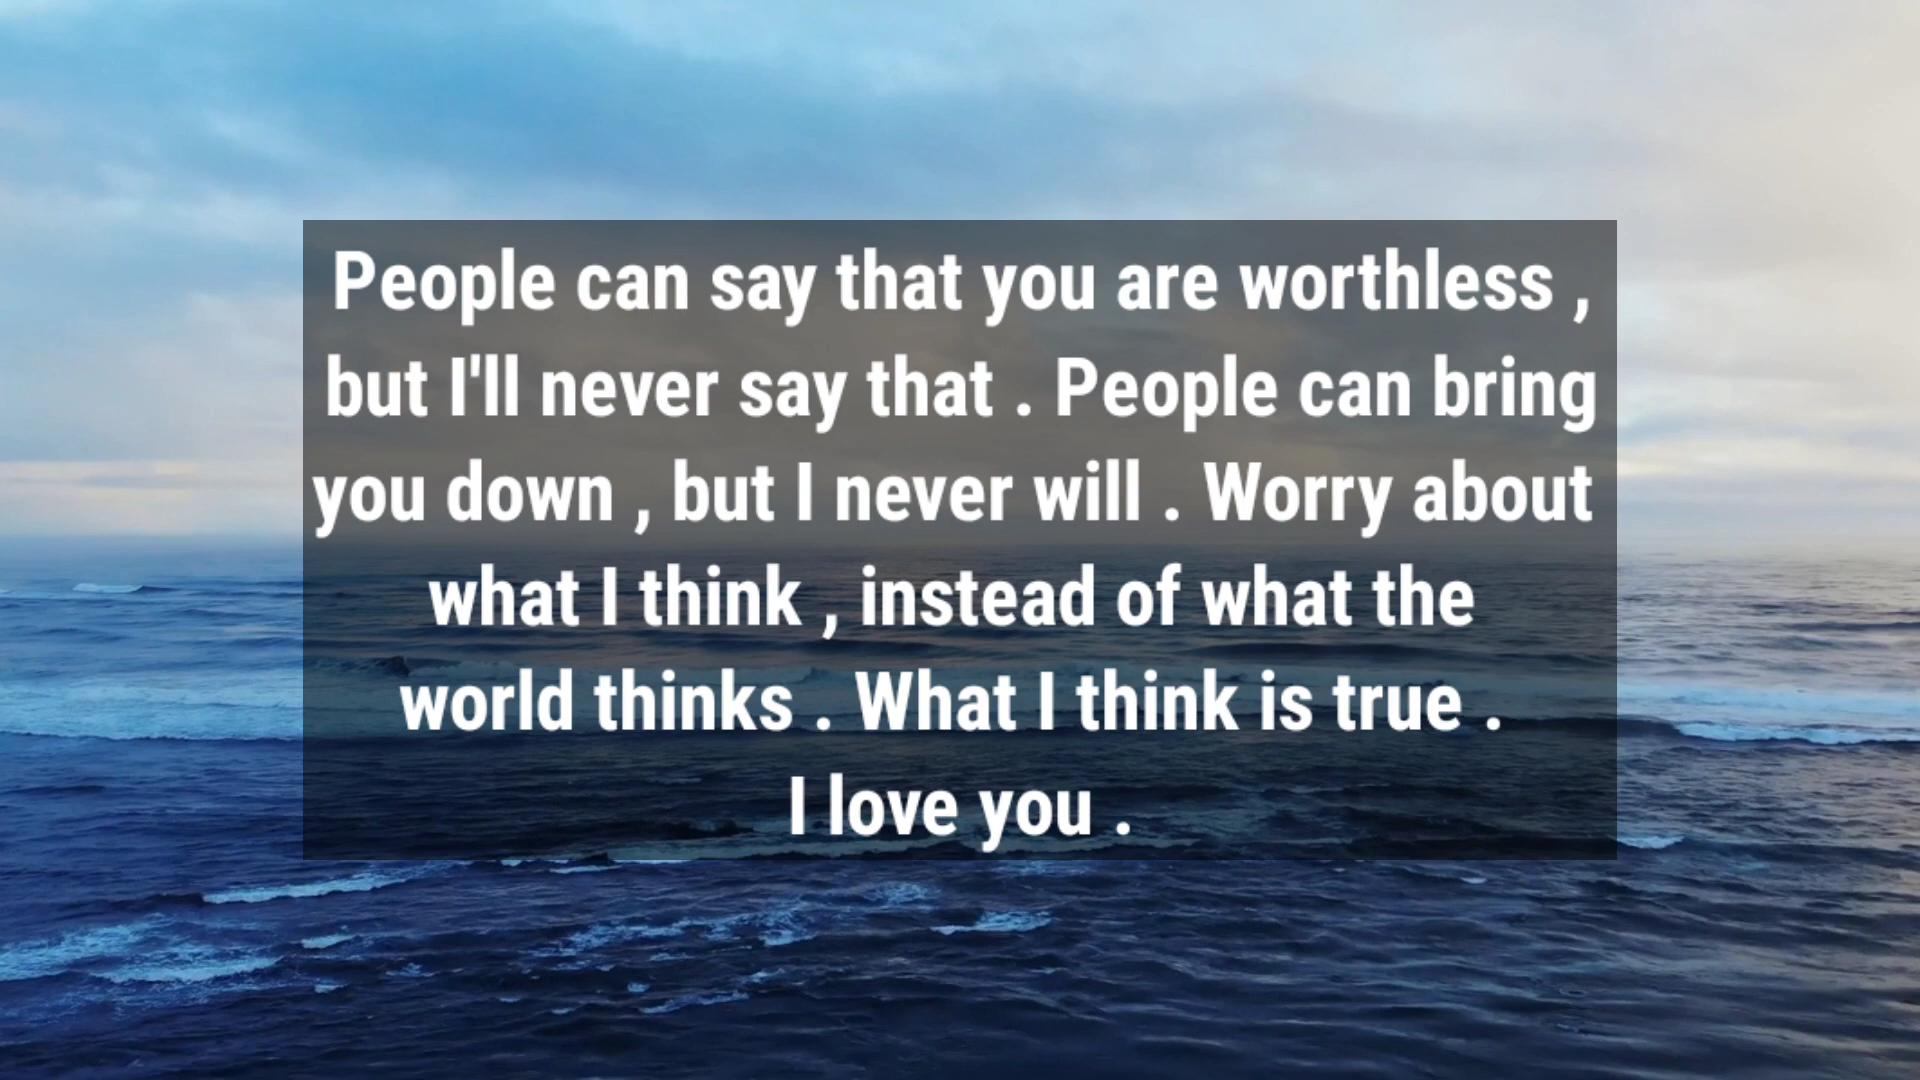 People can say that you are worthless ,
but I'll never say that . People can bring
you down , but I never will . Worry about
what I think , instead of what the
world thinks . What I think is true .
I love you .